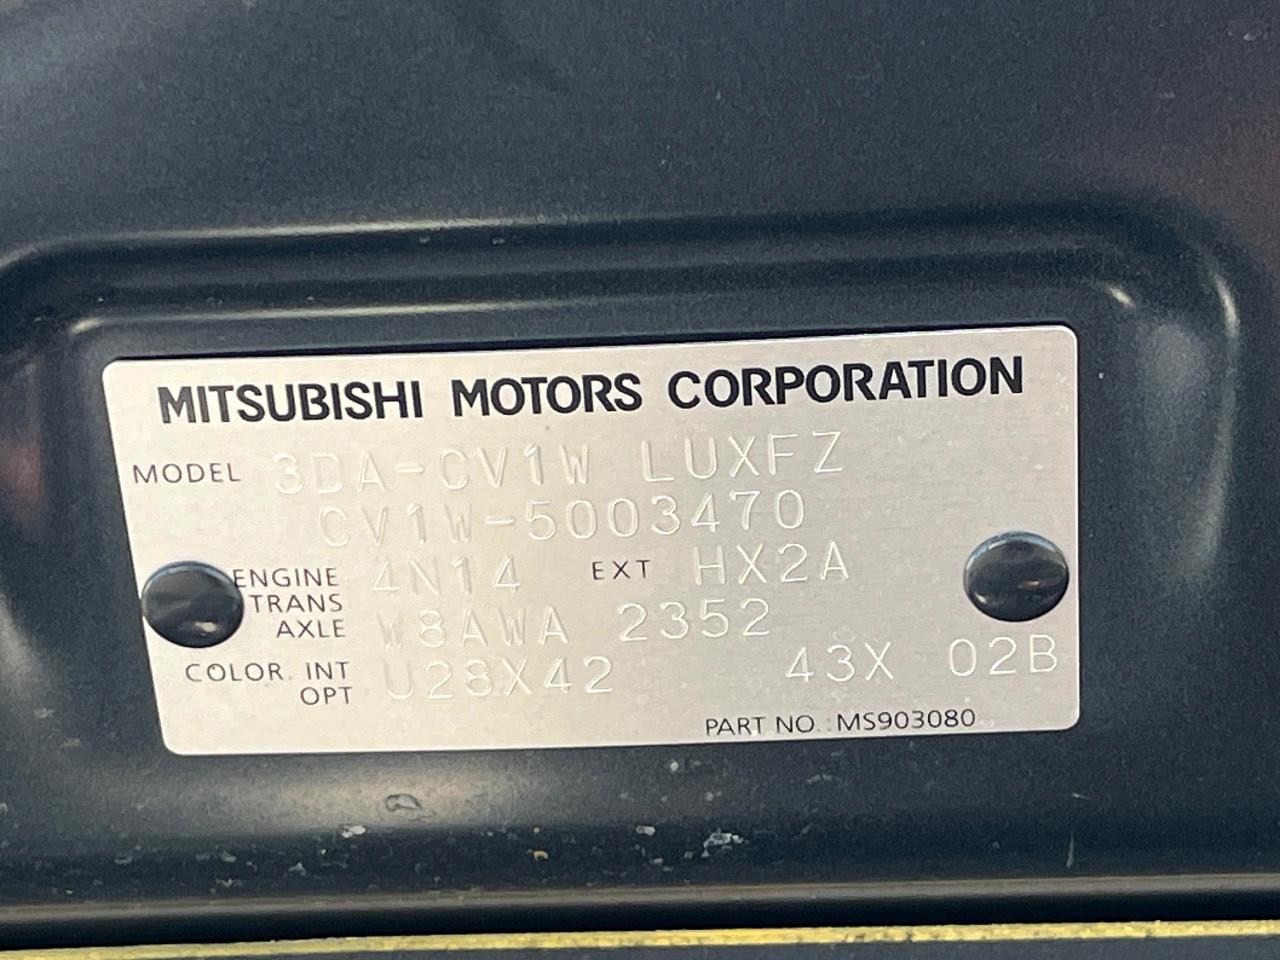 MITSUBISHI MOTORS CORPORATION
MODEL 3DA-CV1W LUXFZ
CV1W-5003470
ENGINE 4N14 EXT HX2A
TRANS
AXLE W8AWA 2352
COLOR INT U28X42 43X 02B
OPT
PART NO. : MS903080